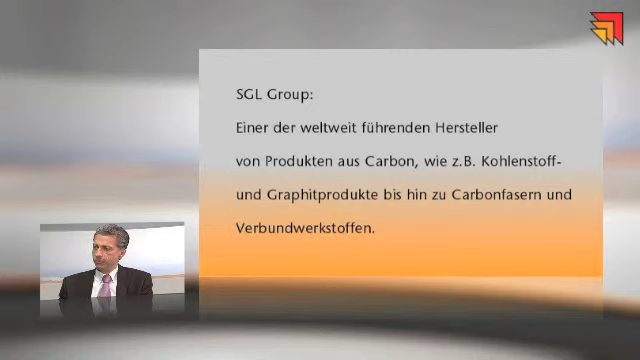 SGL Group:
Einer der weltweit führenden Hersteller
von Produkten aus Carbon, wie z.B. Kohlenstoff-
und Graphitprodukte bis hin zu Carbonfasern und
Verbundwerkstoffen.